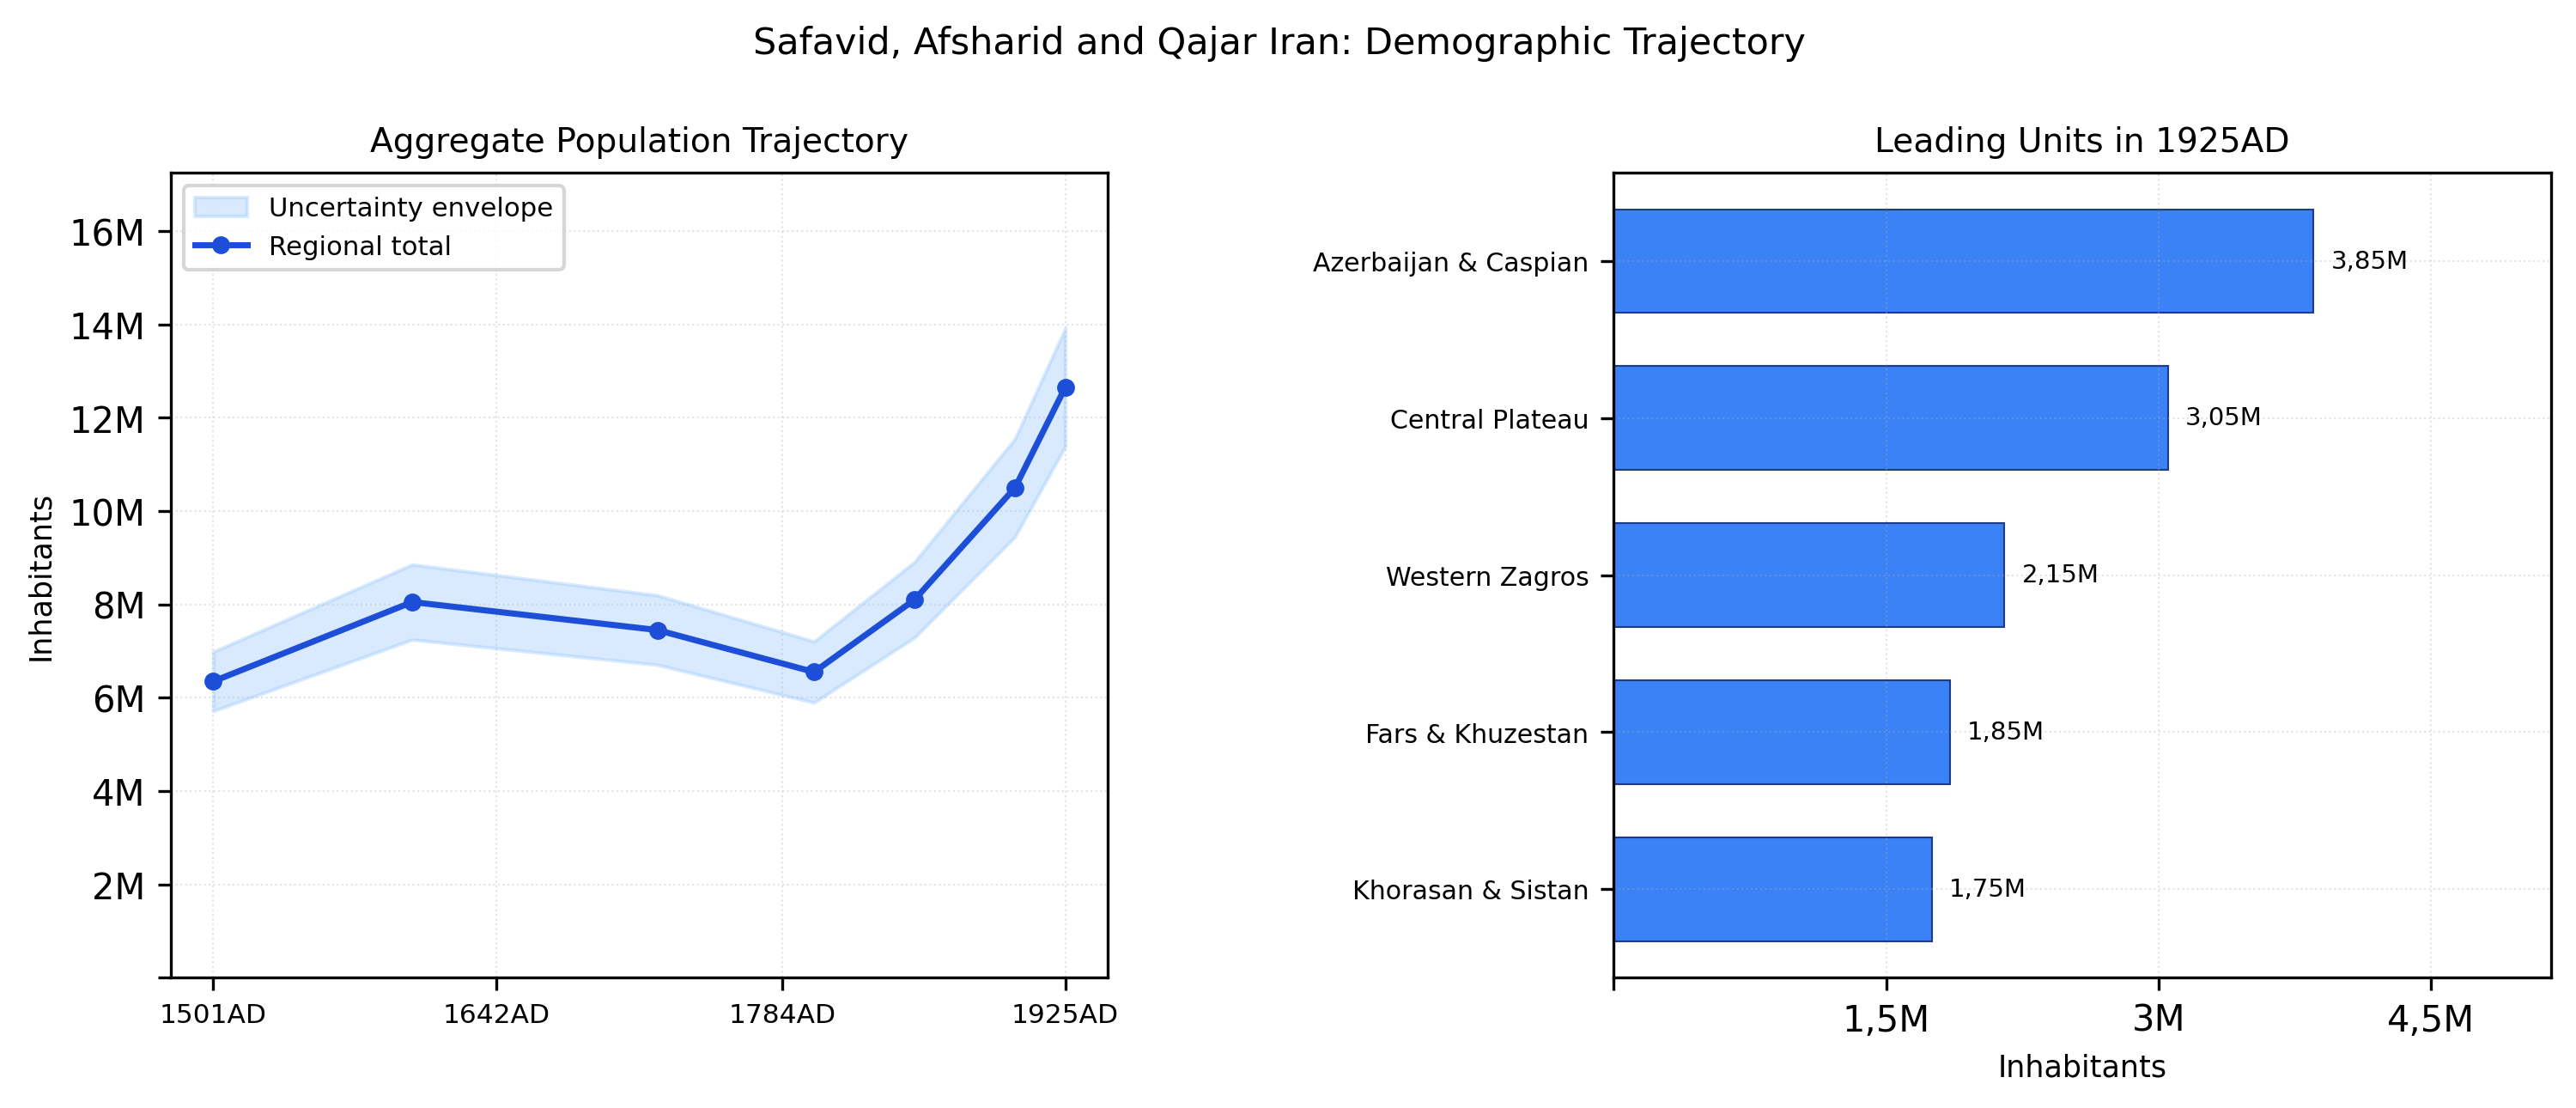 Safavid, Afsharid and Qajar Iran: Demographic Trajectory
Aggregate Population Trajectory
Uncertainty envelope
Regional total
Inhabitants
16M
14M
12M
10M
8M
6M
4M
2M
1501AD
1642AD
1784AD
1925AD
Leading Units in 1925AD
Azerbaijan & Caspian
3,85M
Central Plateau
3,05M
Western Zagros
2,15M
Fars & Khuzestan
1,85M
Khorasan & Sistan
1,75M
1,5M
3M
4,5M
Inhabitants